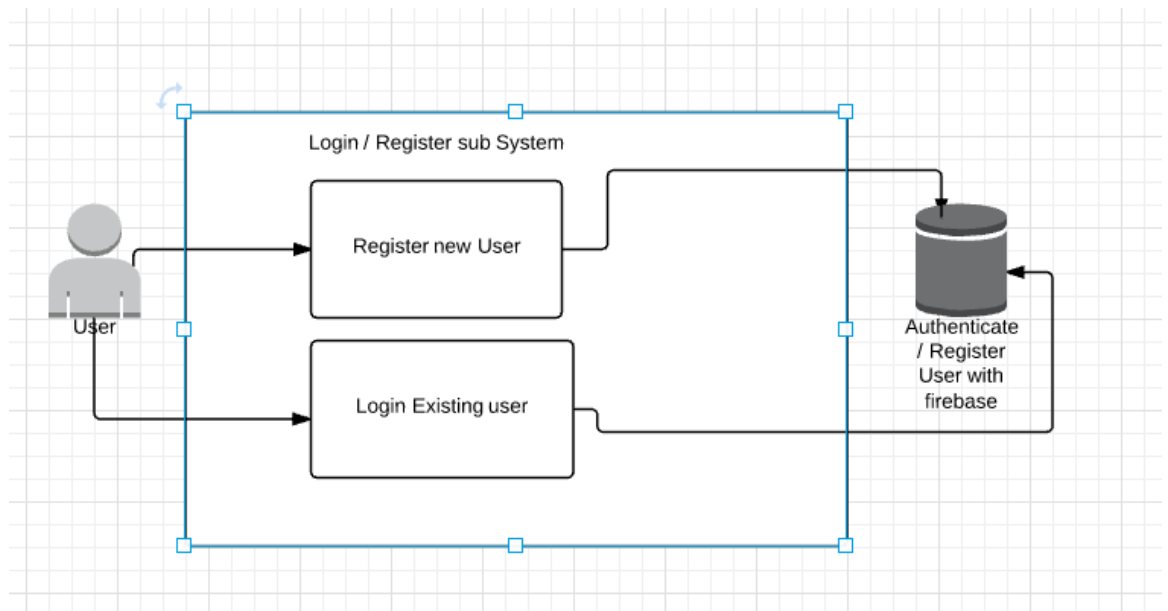 Login / Register sub System
Register new User
User
Login Existing user
Authenticate
/ Register
User with
firebase